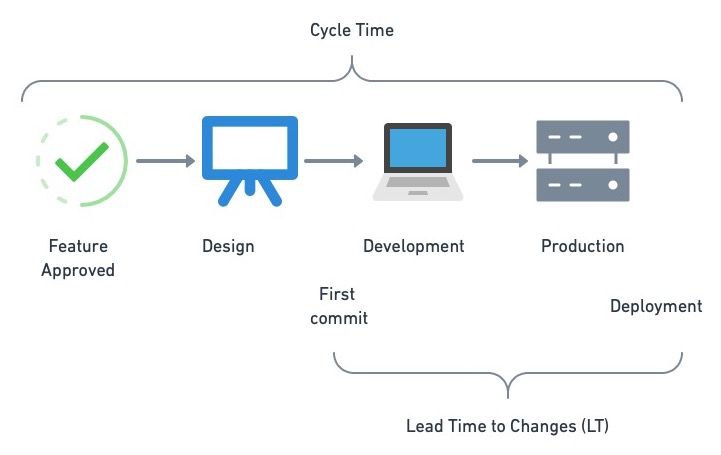 Cycle Time
Feature
Approved
Design
Development
Production
First
commit
Deployment
Lead Time to Changes (LT)